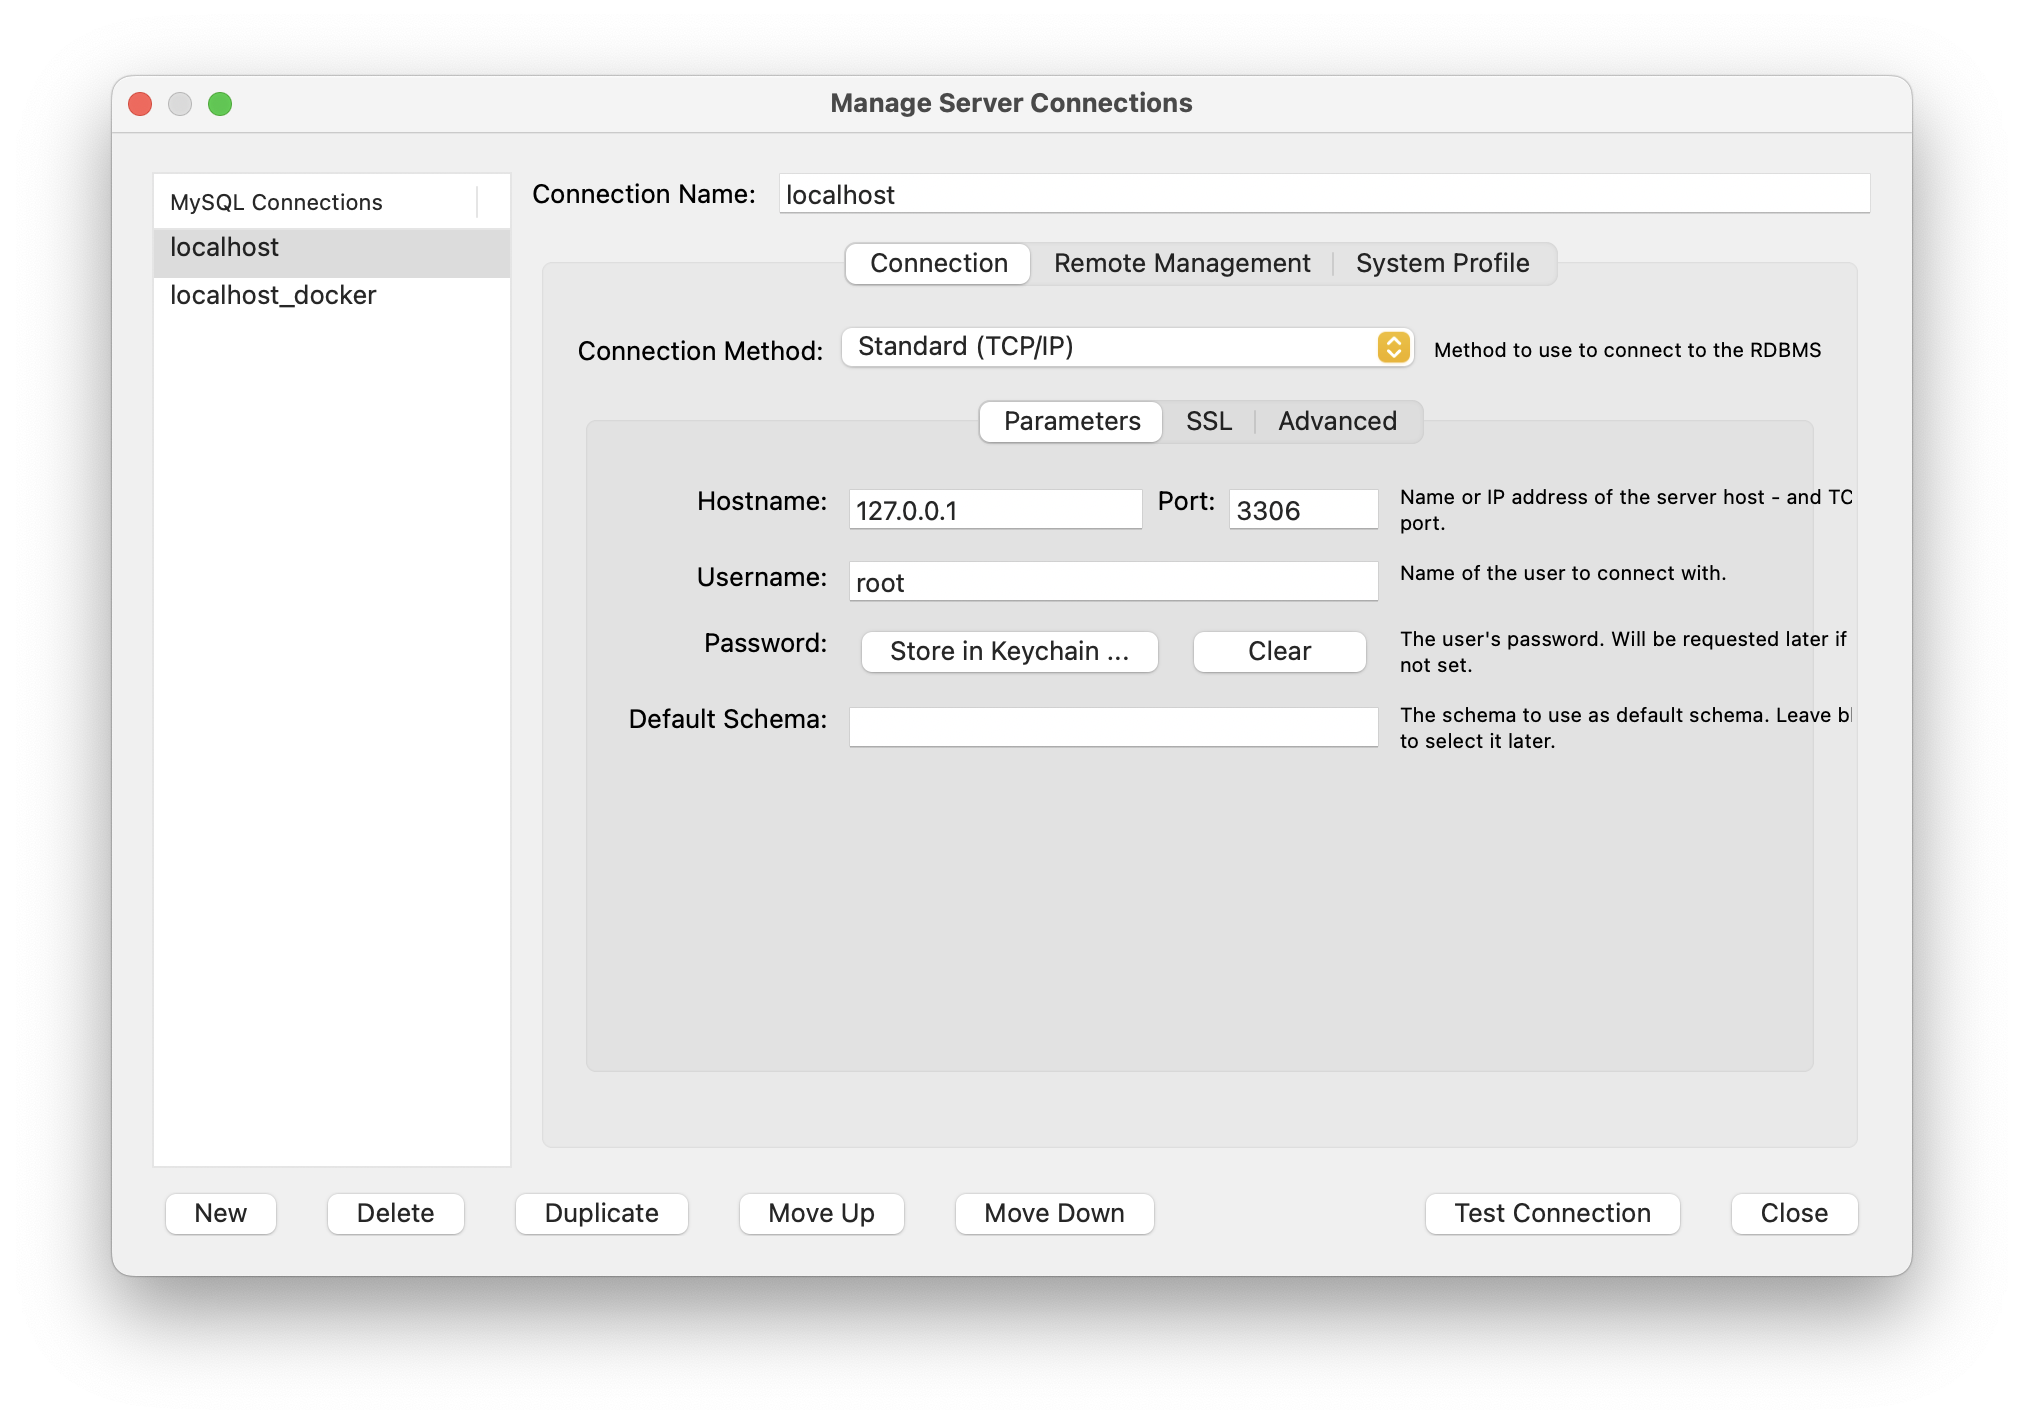 Manage Server Connections
MySQL Connections
localhost
localhost_docker
Connection Name: localhost
Connection Remote Management System Profile
Connection Method: Standard (TCP/IP) Method to use to connect to the RDBMS
Parameters SSL Advanced
Hostname: 127.0.0.1 Port: 3306 Name or IP address of the server host - and TC
port.
Username: root Name of the user to connect with.
Password: Store in Keychain ... Clear The user's password. Will be requested later if
not set.
Default Schema: The schema to use as default schema. Leave bl
to select it later.
New Delete Duplicate Move Up Move Down Test Connection Close